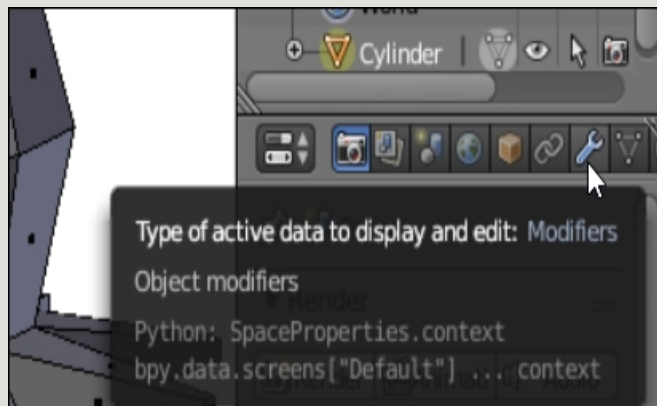 World
Cylinder
Type of active data to display and edit: Modifiers
Object modifiers
Render
Python: SpaceProperties.context
bpy.data.screens["Default"] ... context